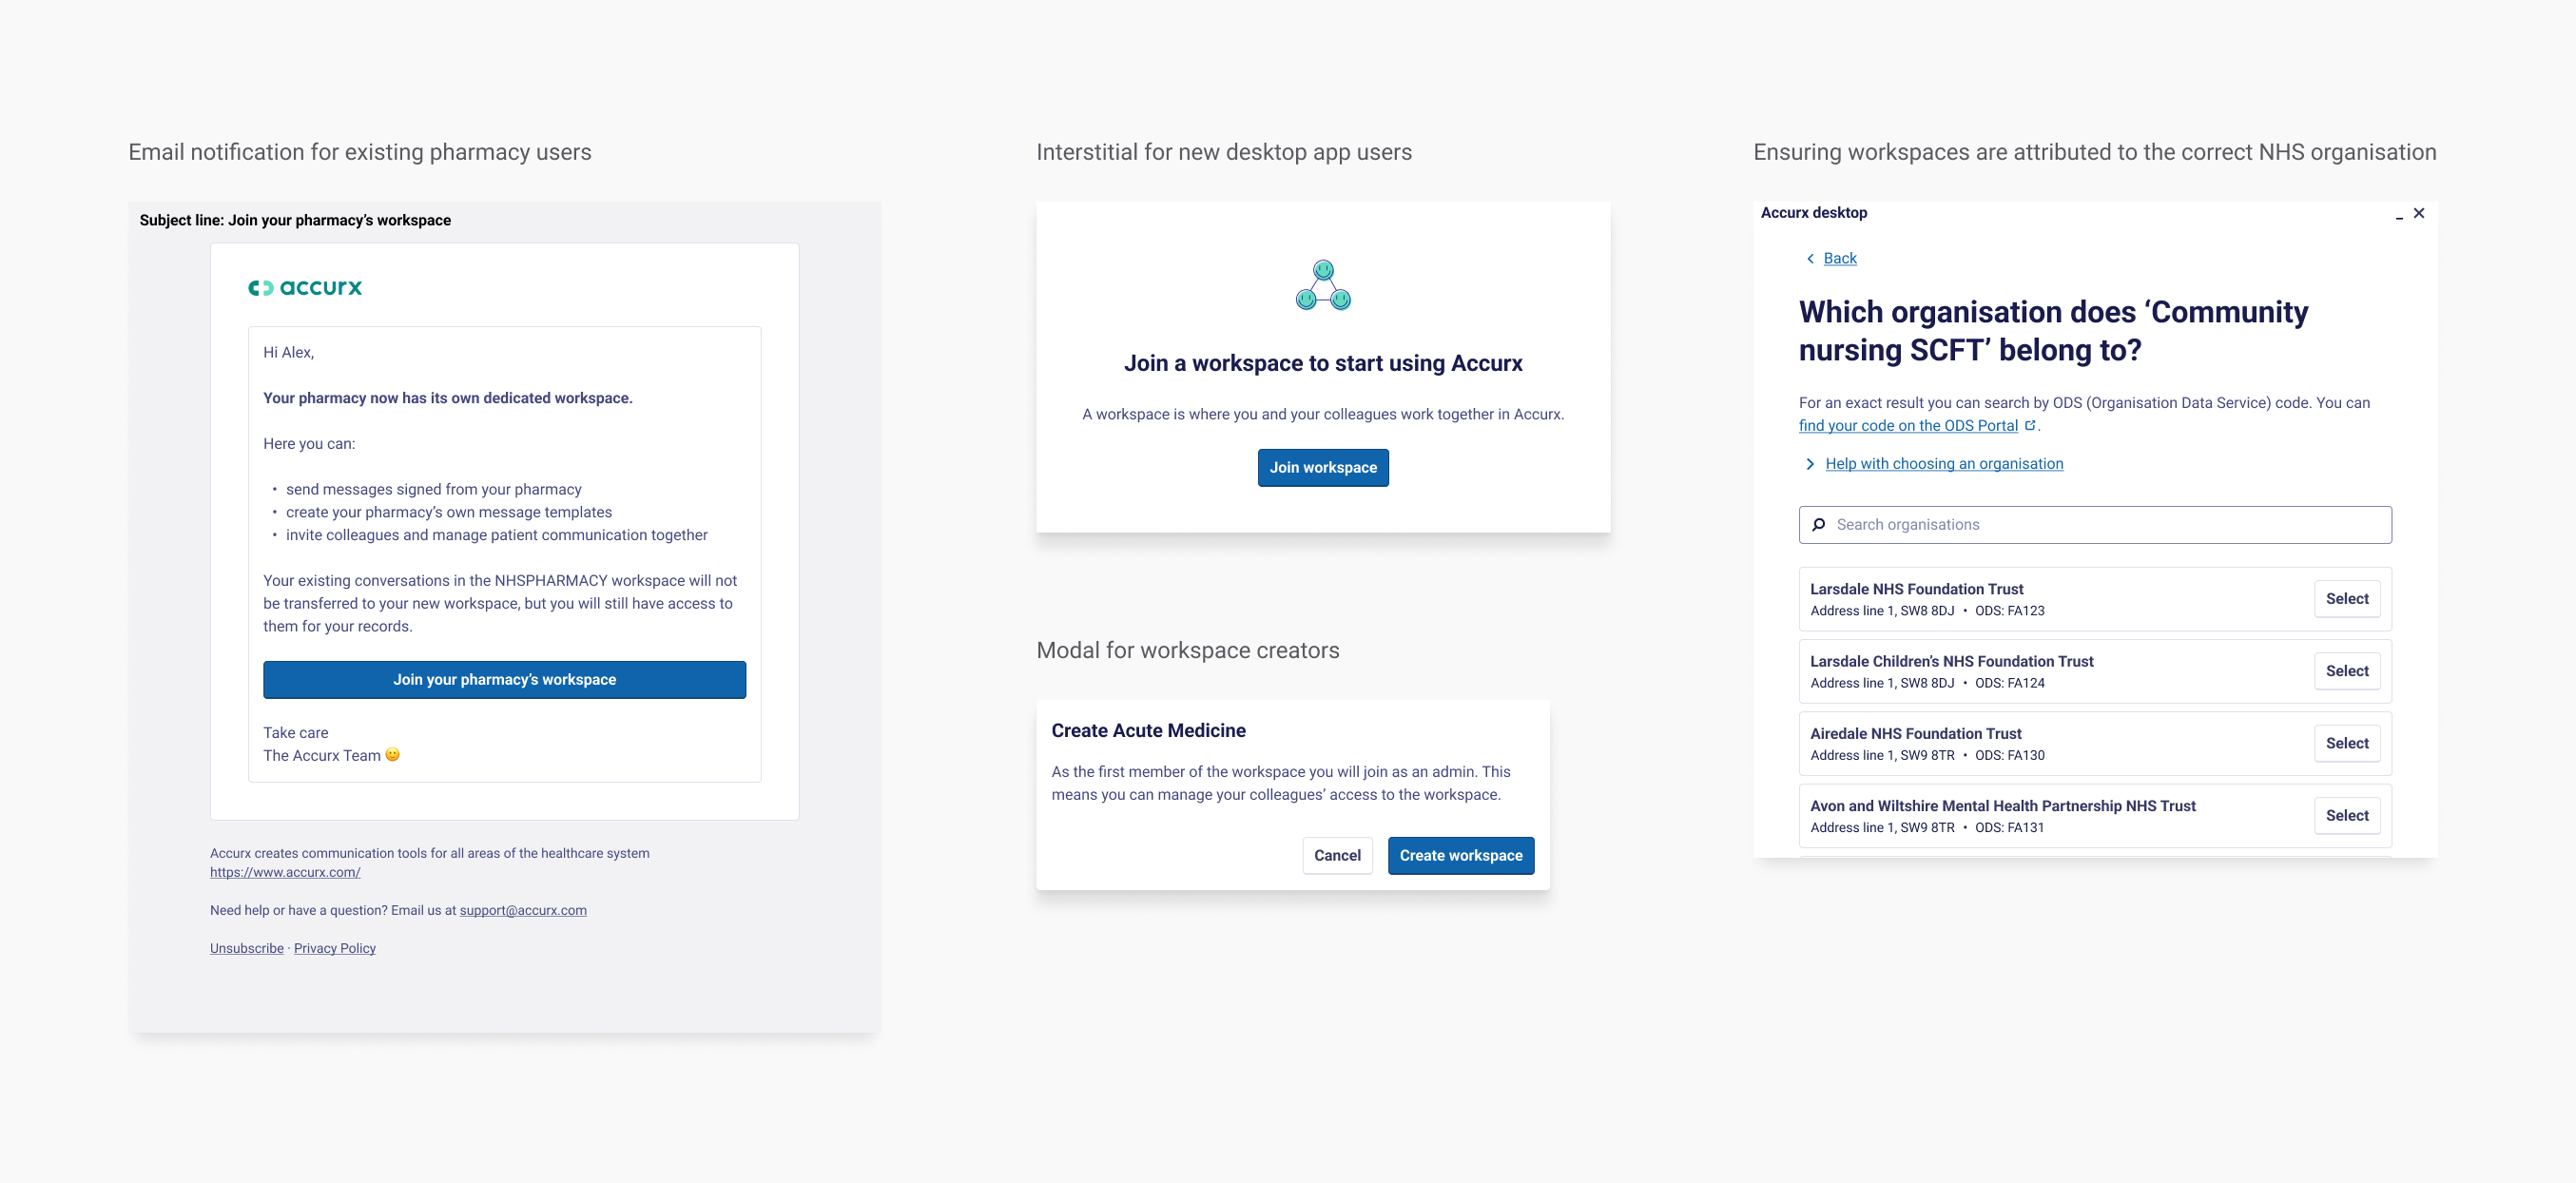 Email notification for existing pharmacy users
Subject line: Join your pharmacy’s workspace
accurx
Hi Alex,
Your pharmacy now has its own dedicated workspace.
Here you can:
• send messages signed from your pharmacy
• create your pharmacy’s own message templates
• invite colleagues and manage patient communication together
Your existing conversations in the NHSPHARMACY workspace will not
be transferred to your new workspace, but you will still have access to
them for your records.
Join your pharmacy’s workspace
Take care
The Accurx Team 🙂
Accurx creates communication tools for all areas of the healthcare system
https://www.accurx.com/
Need help or have a question? Email us at support@accurx.com
Unsubscribe · Privacy Policy
Interstitial for new desktop app users
Join a workspace to start using Accurx
A workspace is where you and your colleagues work together in Accurx.
Join workspace
Modal for workspace creators
Create Acute Medicine
As the first member of the workspace you will join as an admin. This
means you can manage your colleagues’ access to the workspace.
Cancel
Create workspace
Ensuring workspaces are attributed to the correct NHS organisation
Accurx desktop
Back
Which organisation does ‘Community
nursing SCFT’ belong to?
For an exact result you can search by ODS (Organisation Data Service) code. You can
find your code on the ODS Portal.
Help with choosing an organisation
Search organisations
Larsdale NHS Foundation Trust
Address line 1, SW8 8DJ • ODS: FA123
Select
Larsdale Children’s NHS Foundation Trust
Address line 1, SW8 8DJ • ODS: FA124
Select
Airedale NHS Foundation Trust
Address line 1, SW9 8TR • ODS: FA130
Select
Avon and Wiltshire Mental Health Partnership NHS Trust
Address line 1, SW9 8TR • ODS: FA131
Select